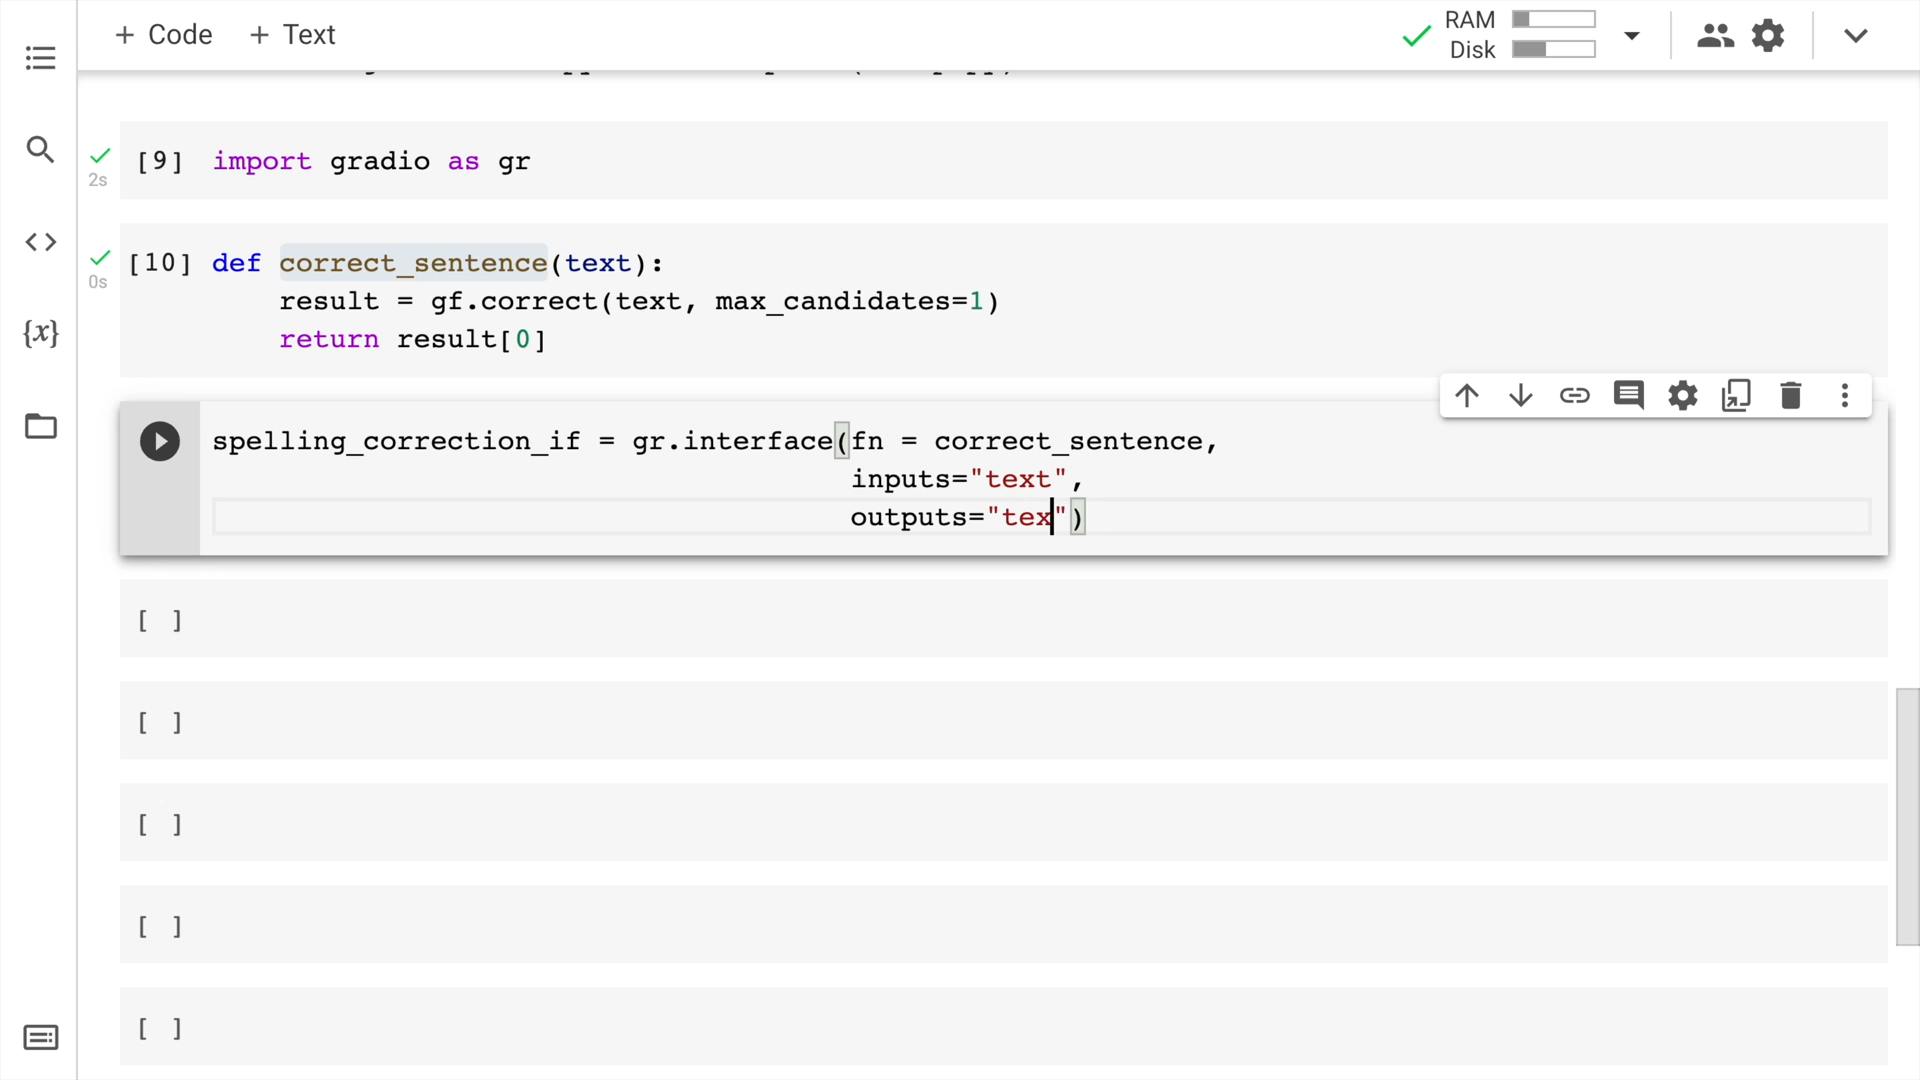 + Code + Text
RAM
Disk
[9] import gradio as gr
2s
[10] def correct_sentence(text):
0s
result = gf.correct(text, max_candidates=1)
return result[0]
spelling_correction_if = gr.interface(fn = correct_sentence,
inputs="text",
outputs="tex")
[ ]
[ ]
[ ]
[ ]
[ ]